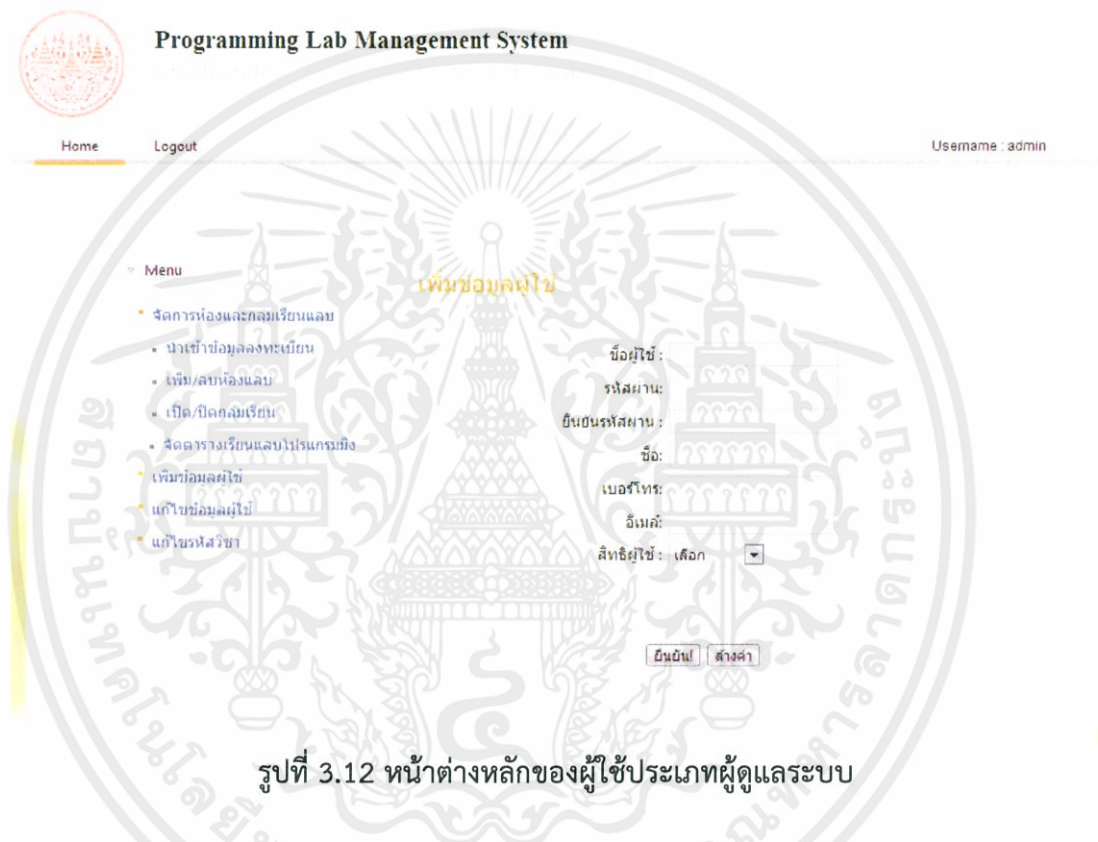 Programming Lab Management System
Home Logout Username : admin
Menu
เพิ่มข้อมูลผู้ใช้
จัดการห้องและกลุ่มเรียนแลบ
นำเข้าข้อมูลลงทะเบียน
เพิ่ม/ลบห้องแลบ
เปิด/ปิดกลุ่มเรียน
จัดตารางเรียนแลบโปรแกรมมิง
เพิ่มข้อมูลผู้ใช้
แก้ไขข้อมูลผู้ใช้
แก้ไขรหัสวิชา
ชื่อผู้ใช้ :
รหัสผ่าน:
ยืนยันรหัสผ่าน :
ชื่อ:
เบอร์โทร:
อีเมล์:
สิทธิผู้ใช้ : เลือก
ยืนยัน! ล้างค่า
รูปที่ 3.12 หน้าต่างหลักของผู้ใช้ประเภทผู้ดูแลระบบ